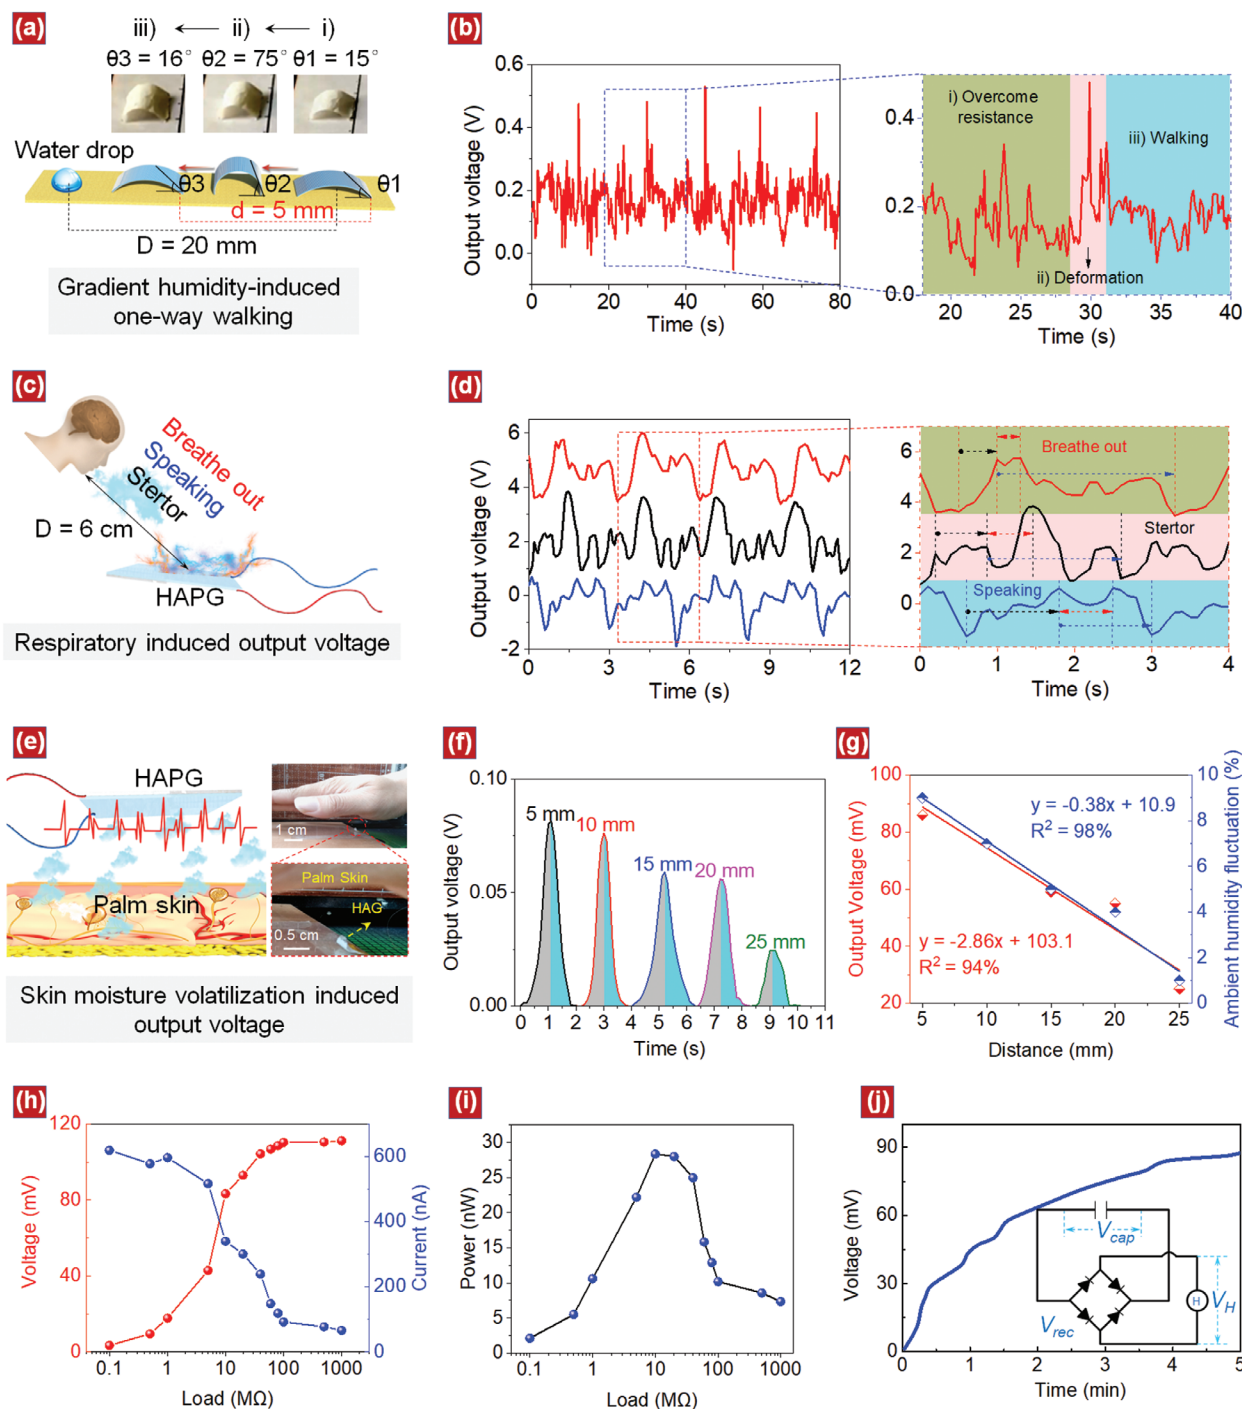 (a)
iii) ← ii) ← i)
θ3 = 16° θ2 = 75° θ1 = 15°
Water drop
θ3 θ2 θ1
d = 5 mm
D = 20 mm
Gradient humidity-induced
one-way walking
(b)
Output voltage (V)
0.6
0.4
0.2
0.0
0 20 40 60 80
Time (s)
i) Overcome
resistance
iii) Walking
ii) Deformation
0.4
0.2
0.0
20 25 30 35 40
Time (s)
(c)
Breathe out
Speaking
Stertor
D = 6 cm
HAPG
Respiratory induced output voltage
(d)
Output voltage (V)
6
4
2
0
-2
0 3 6 9 12
Time (s)
Breathe out
Stertor
Speaking
6
4
2
0
0 1 2 3 4
Time (s)
(e)
HAPG
Palm skin
1 cm
Palm Skin
HAG
0.5 cm
Skin moisture volatilization induced
output voltage
(f)
Output voltage (V)
0.10
0.05
0.00
5 mm
10 mm
15 mm
20 mm
25 mm
0 1 2 3 4 5 6 7 8 9 10 11
Time (s)
(g)
Output Voltage (mV)
100
80
60
40
20
y = -0.38x + 10.9
R² = 98%
y = -2.86x + 103.1
R² = 94%
10
8
6
4
2
0
Ambient humidity fluctuation (%)
5 10 15 20 25
Distance (mm)
(h)
Voltage (mV)
120
80
40
0
600
400
200
0
Current (nA)
0.1 1 10 100 1000
Load (MΩ)
(i)
Power (nW)
30
25
20
15
10
5
0
0.1 1 10 100 1000
Load (MΩ)
(j)
Voltage (mV)
90
60
30
0
V_cap
V_rec
H
V_H
0 1 2 3 4 5
Time (min)